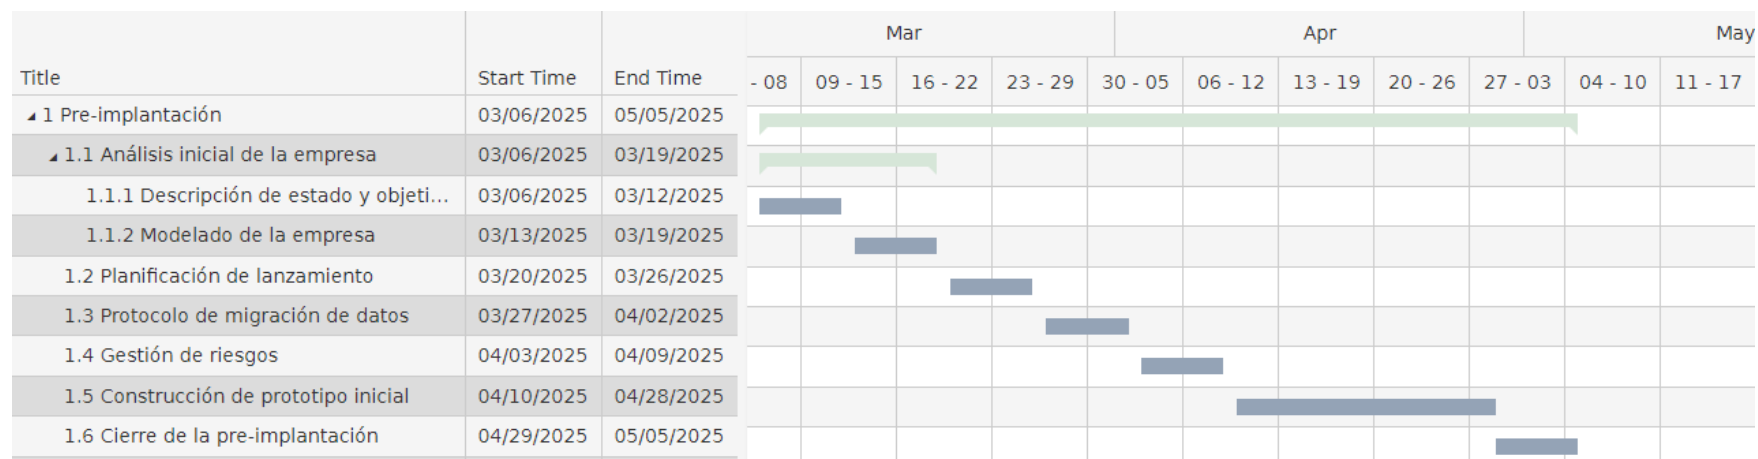 Mar Apr May
Title Start Time End Time - 08 09 - 15 16 - 22 23 - 29 30 - 05 06 - 12 13 - 19 20 - 26 27 - 03 04 - 10 11 - 17
1 Pre-implantación 03/06/2025 05/05/2025
1.1 Análisis inicial de la empresa 03/06/2025 03/19/2025
1.1.1 Descripción de estado y objeti... 03/06/2025 03/12/2025
1.1.2 Modelado de la empresa 03/13/2025 03/19/2025
1.2 Planificación de lanzamiento 03/20/2025 03/26/2025
1.3 Protocolo de migración de datos 03/27/2025 04/02/2025
1.4 Gestión de riesgos 04/03/2025 04/09/2025
1.5 Construcción de prototipo inicial 04/10/2025 04/28/2025
1.6 Cierre de la pre-implantación 04/29/2025 05/05/2025